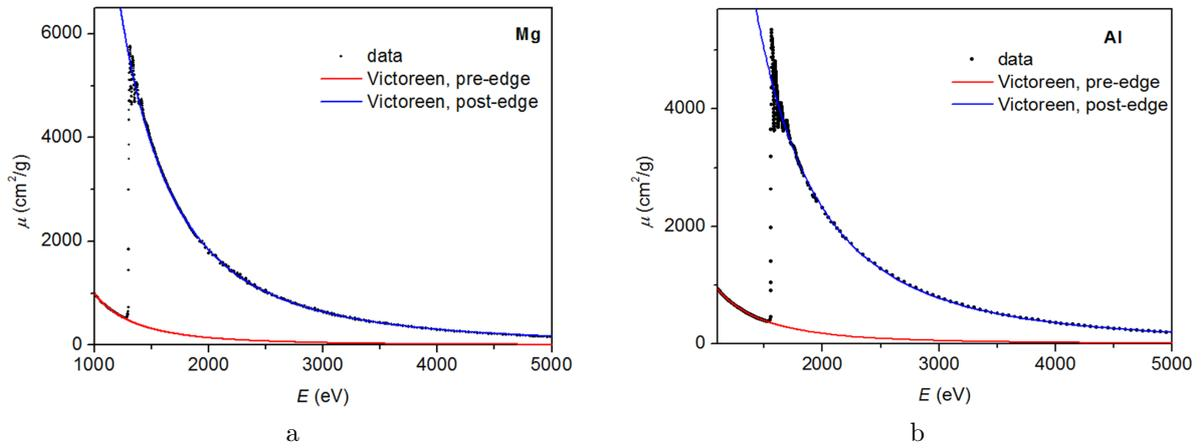 6000
Mg
data
Victoreen, pre-edge
Victoreen, post-edge
4000
μ (cm²/g)
2000
0
1000
2000
3000
4000
5000
E (eV)
a
Al
data
Victoreen, pre-edge
Victoreen, post-edge
4000
μ (cm²/g)
2000
0
2000
3000
4000
5000
E (eV)
b